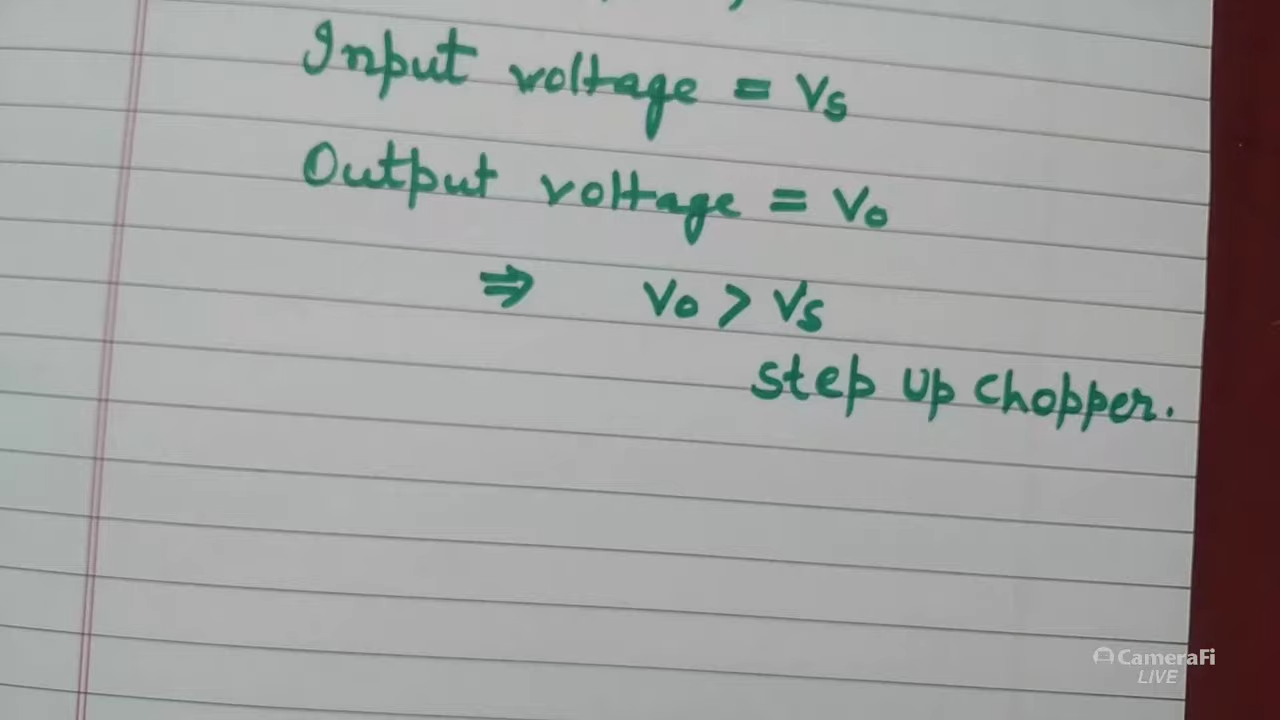 Input voltage = Vs
Output voltage = Vo
⇒ Vo > Vs
Step Up Chopper.
CameraFi
LIVE